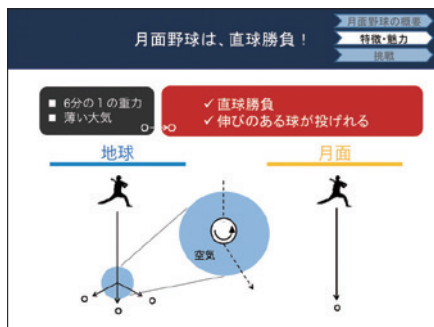 月面野球は、直球勝負！
月面野球の概要
特徴・魅力
挑戦
■ 6分の1の重力
■ 薄い大気
✓ 直球勝負
✓ 伸びのある球が投げれる
地球
月面
空気